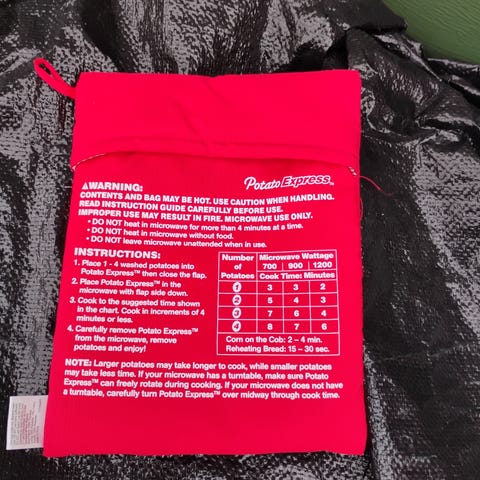 Potato Express™
⚠WARNING:
CONTENTS AND BAG MAY BE HOT. USE CAUTION WHEN HANDLING.
READ INSTRUCTION GUIDE CAREFULLY BEFORE USE.
IMPROPER USE MAY RESULT IN FIRE. MICROWAVE USE ONLY.
• DO NOT heat in microwave for more than 4 minutes at a time.
• DO NOT heat in microwave without food.
• DO NOT leave microwave unattended when in use.
INSTRUCTIONS:
1. Place 1 - 4 washed potatoes into
Potato Express™ then close the flap.
2. Place Potato Express™ in the
microwave with flap side down.
3. Cook to the suggested time shown
in the chart. Cook in increments of 4
minutes or less.
4. Carefully remove Potato Express™
from the microwave, remove
potatoes and enjoy!
Number of Potatoes Microwave Wattage
700 900 1200
Cook Time: Minutes
1 3 3 2
2 5 4 3
3 7 6 4
4 8 7 6
Corn on the Cob: 2 – 4 min.
Reheating Bread: 15 – 30 sec.
NOTE: Larger potatoes may take longer to cook, while smaller potatoes
may take less time. If your microwave has a turntable, make sure Potato
Express™ can freely rotate during cooking. If your microwave does not have
a turntable, carefully turn Potato Express™ over midway through cook time.